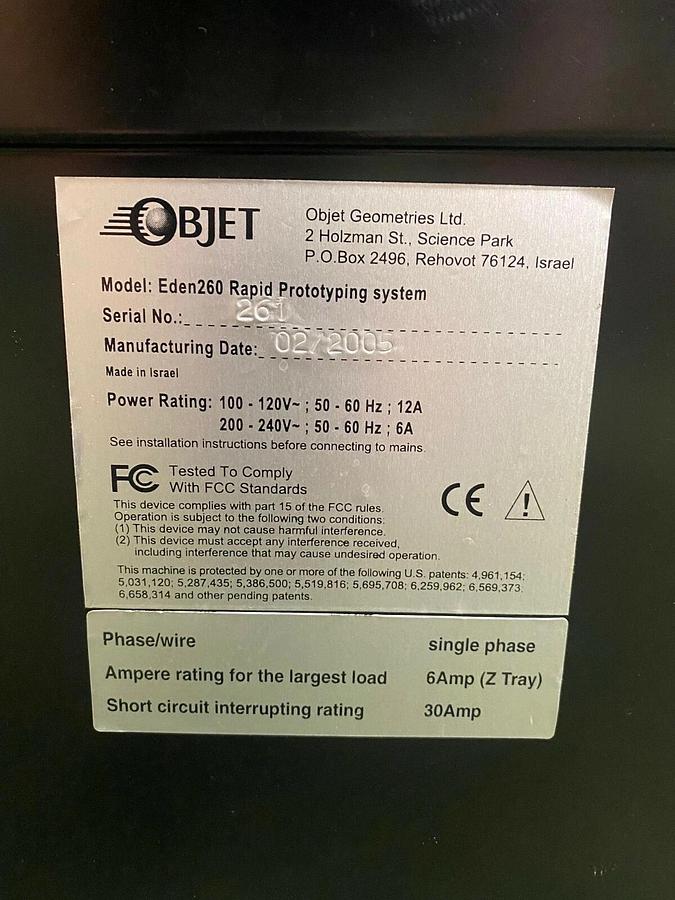 OBJET
Objet Geometries Ltd.
2 Holzman St., Science Park
P.O.Box 2496, Rehovot 76124, Israel
Model: Eden260 Rapid Prototyping system
Serial No.: 261
Manufacturing Date: 02/2005
Made in Israel
Power Rating: 100 - 120V~ ; 50 - 60 Hz ; 12A
200 - 240V~ ; 50 - 60 Hz ; 6A
See installation instructions before connecting to mains.
FC Tested To Comply
With FCC Standards
CE
!
This device complies with part 15 of the FCC rules.
Operation is subject to the following two conditions:
(1) This device may not cause harmful interference.
(2) This device must accept any interference received,
including interference that may cause undesired operation.
This machine is protected by one or more of the following U.S. patents: 4,961,154;
5,031,120; 5,287,435; 5,386,500; 5,519,816; 5,695,708; 6,259,962; 6,569,373;
6,658,314 and other pending patents.
Phase/wire single phase
Ampere rating for the largest load 6Amp (Z Tray)
Short circuit interrupting rating 30Amp